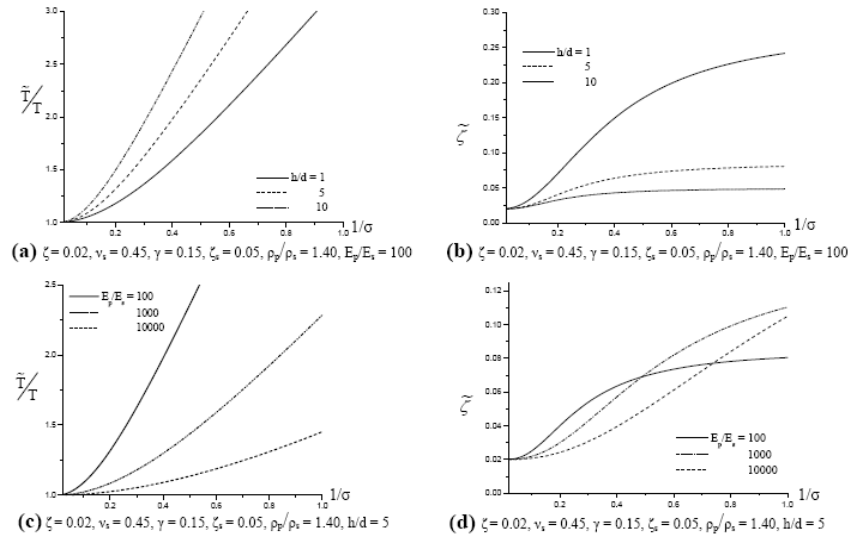 3.0
2.5
2.0
1.5
1.0
T̃/T
h/d = 1
5
10
0.2 0.4 0.6 0.8 1.0
1/σ
(a) ζ = 0.02, νs = 0.45, γ = 0.15, ζs = 0.05, ρp/ρs = 1.40, Ep/Es = 100
0.30
0.25
0.20
0.15
0.10
0.05
0.00
ζ̃
h/d = 1
5
10
0.2 0.4 0.6 0.8 1.0
1/σ
(b) ζ = 0.02, νs = 0.45, γ = 0.15, ζs = 0.05, ρp/ρs = 1.40, Ep/Es = 100
2.5
2.0
1.5
1.0
T̃/T
Ep/Es = 100
1000
10000
0.2 0.4 0.6 0.8 1.0
1/σ
(c) ζ = 0.02, νs = 0.45, γ = 0.15, ζs = 0.05, ρp/ρs = 1.40, h/d = 5
0.12
0.10
0.08
0.06
0.04
0.02
0.00
ζ̃
Ep/Es = 100
1000
10000
0.2 0.4 0.6 0.8 1.0
1/σ
(d) ζ = 0.02, νs = 0.45, γ = 0.15, ζs = 0.05, ρp/ρs = 1.40, h/d = 5